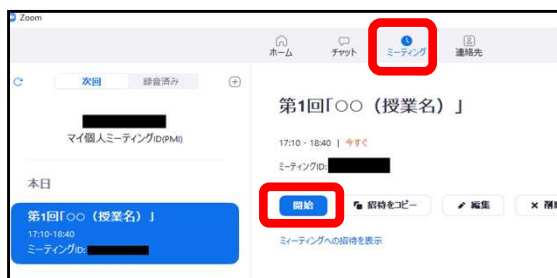 Zoom
ホーム チャット ミーティング 連絡先
次回 録音済み
マイ個人ミーティングID(PMI)
本日
第1回「○○（授業名）」
17:10-18:40
ミーティングID:
第1回「○○（授業名）」
17:10 - 18:40 | 今すぐ
ミーティングID:
開始 招待をコピー 編集 × 削
ミィーティングへの招待を表示